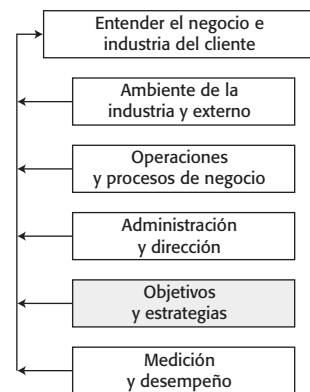 Entender el negocio e
industria del cliente
Ambiente de la
industria y externo
Operaciones
y procesos de negocio
Administración
y dirección
Objetivos
y estrategias
Medición
y desempeño